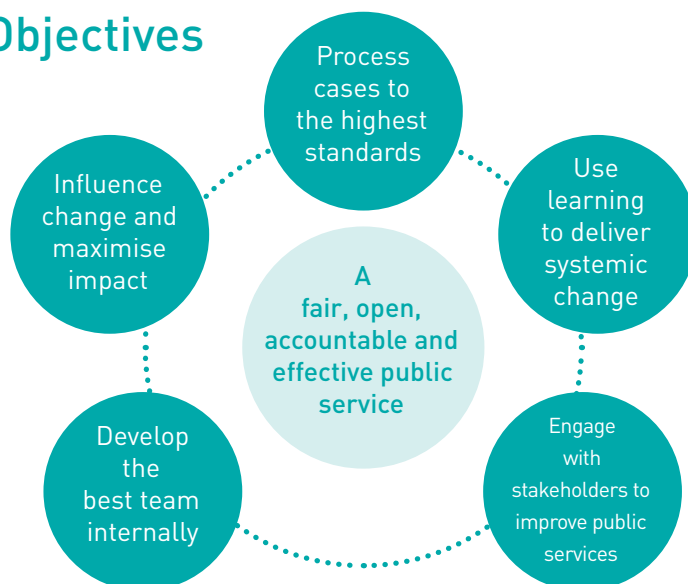 Objectives
Process
cases to
the highest
standards
Use
learning
to deliver
systemic
change
Engage
with
stakeholders to
improve public
services
Develop
the
best team
internally
Influence
change and
maximise
impact
A
fair, open,
accountable and
effective public
service